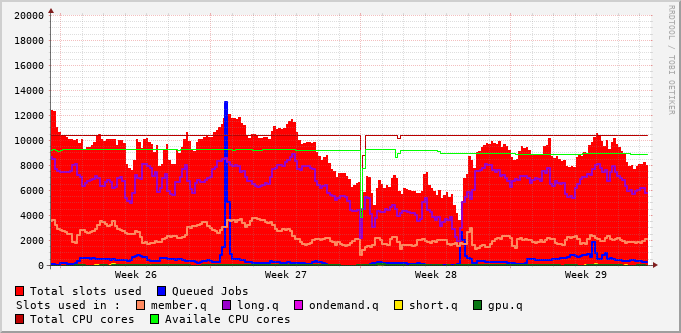 RRDTOOL / TOBI OETIKER
20000
18000
16000
14000
12000
10000
8000
6000
4000
2000
0
Week 26 Week 27 Week 28 Week 29
Total slots used Queued Jobs
Slots used in : member.q long.q ondemand.q short.q gpu.q
Total CPU cores Availale CPU cores